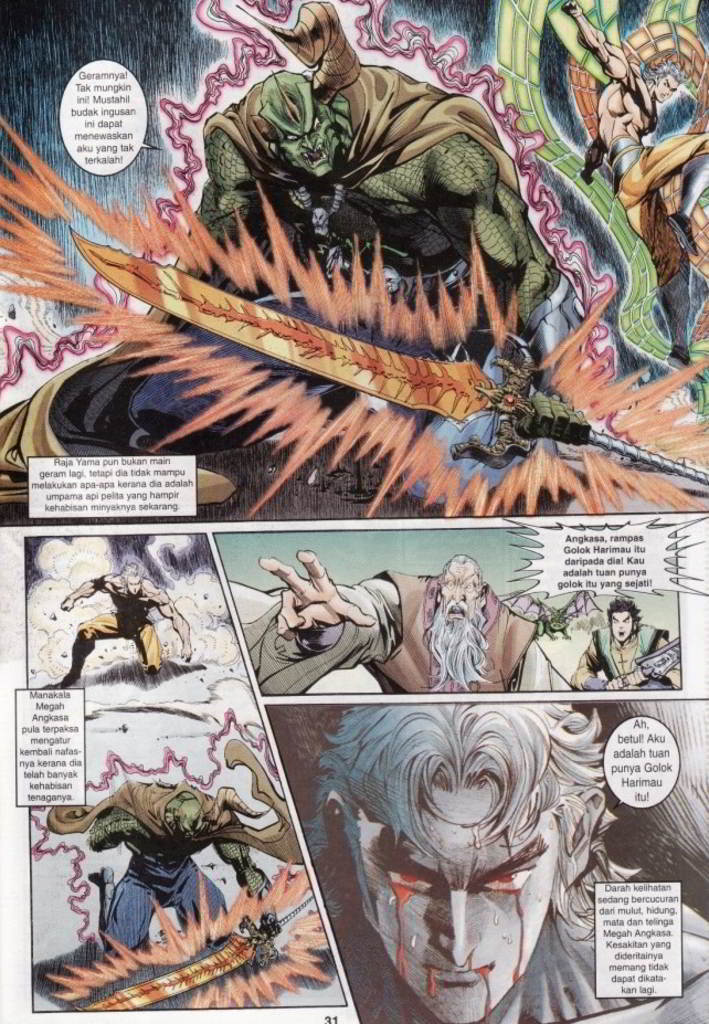 Geramnya!
Tak mungkin
ini! Mustahil
budak ingusan
ini dapat
menewaskan
aku yang tak
terkalah!
Raja Yama pun bukan main
geram lagi, tetapi dia tidak mampu
melakukan apa-apa kerana dia adalah
umpama api pelita yang hampir
kehabisan minyaknya sekarang.
Manakala
Megah
Angkasa
pula terpaksa
mengatur
kembali nafas-
nya kerana dia
telah banyak
kehabisan
tenaganya.
Angkasa, rampas
Golok Harimau itu
daripada dia! Kau
adalah tuan punya
golok itu yang sejati!
Ah,
betul! Aku
adalah tuan
punya Golok
Harimau
itu!
Darah kelihatan
sedang bercucuran
dari mulut, hidung,
mata dan telinga
Megah Angkasa.
Kesakitan yang
dideritainya
memang tidak
dapat dikata-
kan lagi.
31